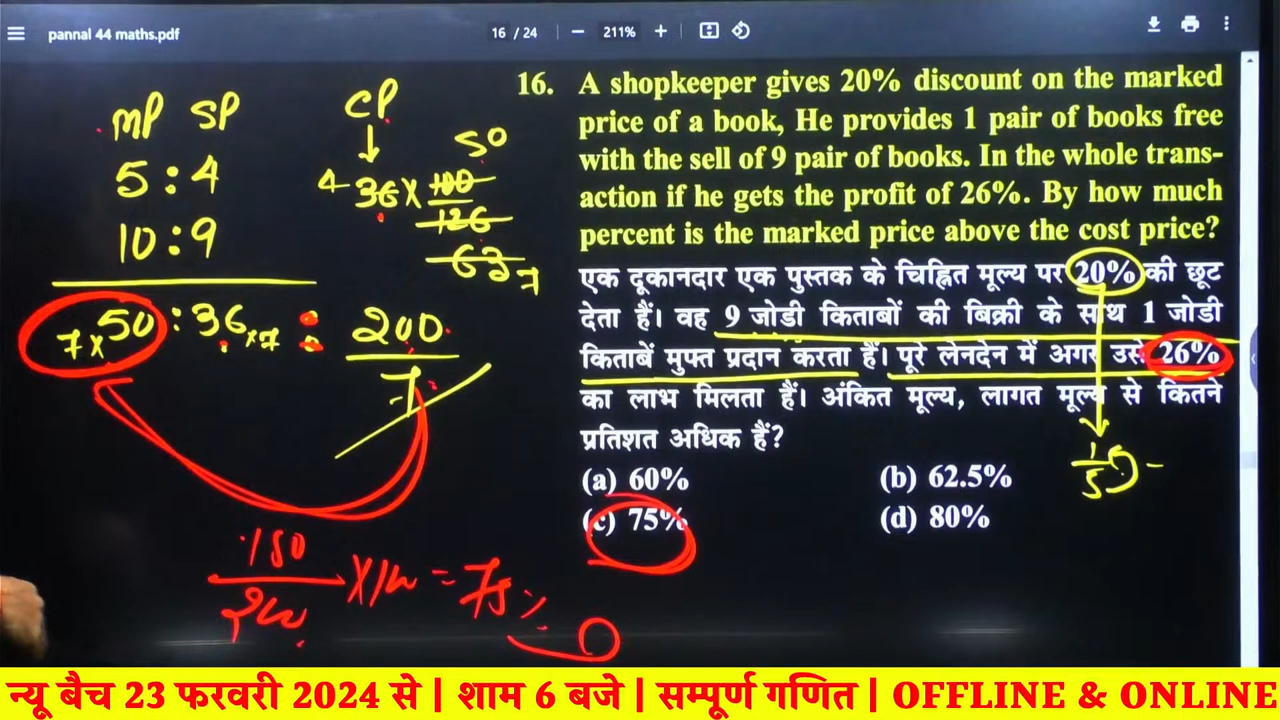 pannal 44 maths.pdf
16 / 24
211%
MP SP
5 : 4
10 : 9
7 x 50 : 36 x 7 : 200
7
CP
50
4 36 x 100
126
63 7
150
200 x 100 = 75%
16. A shopkeeper gives 20% discount on the marked
price of a book, He provides 1 pair of books free
with the sell of 9 pair of books. In the whole trans-
action if he gets the profit of 26%. By how much
percent is the marked price above the cost price?
एक दूकानदार एक पुस्तक के चिह्नित मूल्य पर 20% की छूट
देता हैं। वह 9 जोडी किताबों की बिक्री के साथ 1 जोडी
किताबें मुफ्त प्रदान करता हैं। पूरे लेनदेन में अगर उसे 26%
का लाभ मिलता हैं। अंकित मूल्य, लागत मूल्य से कितने
प्रतिशत अधिक हैं?
1
5
(a) 60% (b) 62.5%
(c) 75% (d) 80%
न्यू बैच 23 फरवरी 2024 से | शाम 6 बजे | सम्पूर्ण गणित | OFFLINE & ONLINE